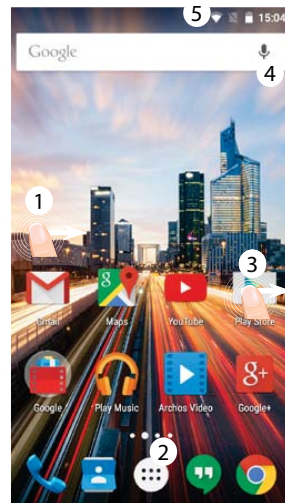 5
15:04
Google
4
1
3
8
Gmail
Maps
YouTube
Play Store
g+
Google
Play Music
Archos Video
Google+
2